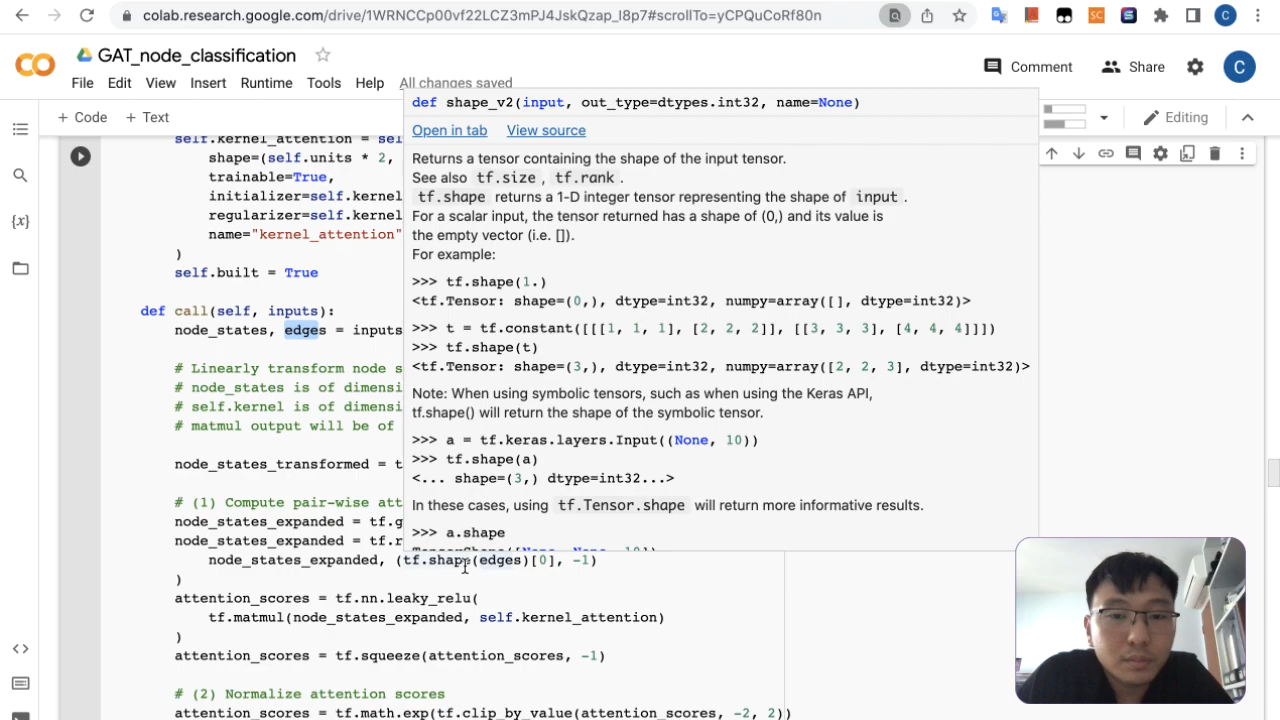 colab.research.google.com/drive/1WRNCCp00vf22LCZ3mPJ4JskQzap_I8p7#scrollTo=yCPQuCoRf80n
C
GAT_node_classification
File Edit View Insert Runtime Tools Help All changes saved
Comment Share C
+ Code + Text
Editing
def shape_v2(input, out_type=dtypes.int32, name=None)
Open in tab View source
Returns a tensor containing the shape of the input tensor.
See also tf.size, tf.rank.
tf.shape returns a 1-D integer tensor representing the shape of input.
For a scalar input, the tensor returned has a shape of (0,) and its value is
the empty vector (i.e. []).
For example:
>>> tf.shape(1.)
<tf.Tensor: shape=(0,), dtype=int32, numpy=array([], dtype=int32)>
>>> t = tf.constant([[[1, 1, 1], [2, 2, 2]], [[3, 3, 3], [4, 4, 4]]])
>>> tf.shape(t)
<tf.Tensor: shape=(3,), dtype=int32, numpy=array([2, 2, 3], dtype=int32)>
Note: When using symbolic tensors, such as when using the Keras API,
tf.shape() will return the shape of the symbolic tensor.
>>> a = tf.keras.layers.Input((None, 10))
>>> tf.shape(a)
<... shape=(3,) dtype=int32...>
In these cases, using tf.Tensor.shape will return more informative results.
>>> a.shape
self.kernel_attention = sel
shape=(self.units * 2,
trainable=True,
initializer=self.kernel
regularizer=self.kernel
name="kernel_attention"
)
self.built = True
def call(self, inputs):
node_states, edges = inputs
# Linearly transform node s
# node_states is of dimensi
# self.kernel is of dimensi
# matmul output will be of
node_states_transformed = t
# (1) Compute pair-wise att
node_states_expanded = tf.g
node_states_expanded = tf.r
node_states_expanded, (tf.shape(edges)[0], -1)
)
attention_scores = tf.nn.leaky_relu(
tf.matmul(node_states_expanded, self.kernel_attention)
)
attention_scores = tf.squeeze(attention_scores, -1)
# (2) Normalize attention scores
attention_scores = tf.math.exp(tf.clip_by_value(attention_scores, -2, 2))